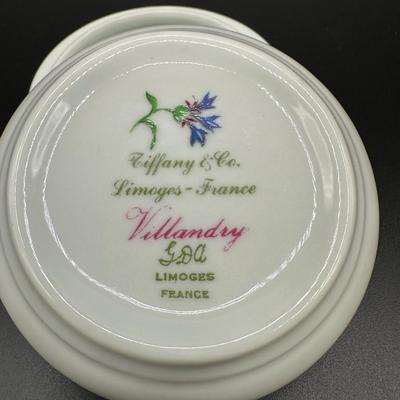 Tiffany & Co.
Limoges-France
Villandry
GDA
LIMOGES
FRANCE